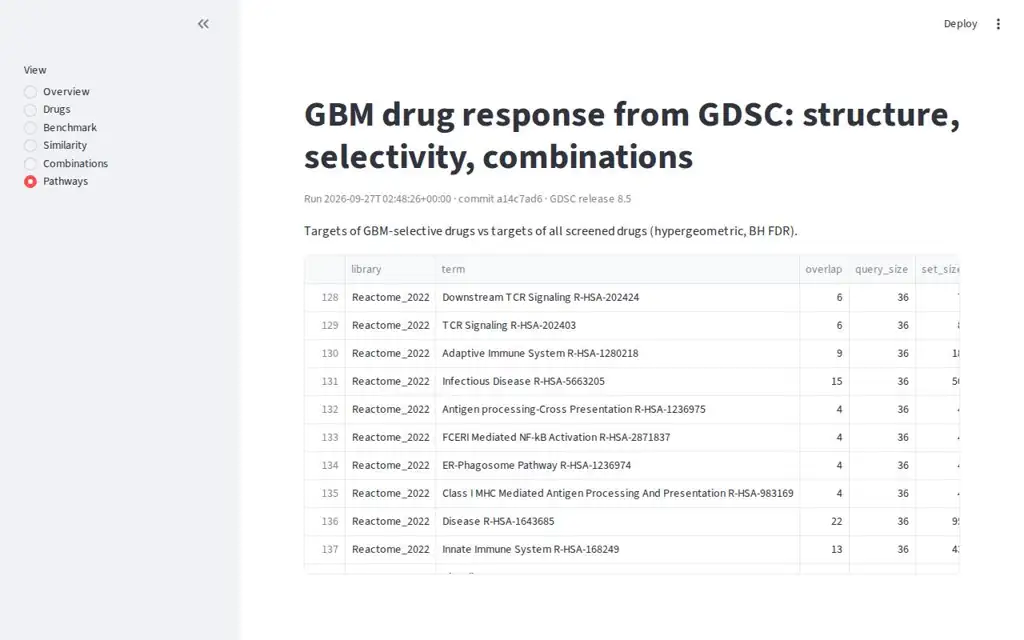 Deploy
View
Overview
Drugs
Benchmark
Similarity
Combinations
Pathways
GBM drug response from GDSC: structure,
selectivity, combinations
Run 2026-09-27T02:48:26+00:00 · commit a14c7ad6 · GDSC release 8.5
Targets of GBM-selective drugs vs targets of all screened drugs (hypergeometric, BH FDR).
library term overlap query_size set_size
128 Reactome_2022 Downstream TCR Signaling R-HSA-202424 6 36
129 Reactome_2022 TCR Signaling R-HSA-202403 6 36
130 Reactome_2022 Adaptive Immune System R-HSA-1280218 9 36
131 Reactome_2022 Infectious Disease R-HSA-5663205 15 36
132 Reactome_2022 Antigen processing-Cross Presentation R-HSA-1236975 4 36
133 Reactome_2022 FCERI Mediated NF-kB Activation R-HSA-2871837 4 36
134 Reactome_2022 ER-Phagosome Pathway R-HSA-1236974 4 36
135 Reactome_2022 Class I MHC Mediated Antigen Processing And Presentation R-HSA-983169 4 36
136 Reactome_2022 Disease R-HSA-1643685 22 36
137 Reactome_2022 Innate Immune System R-HSA-168249 13 36